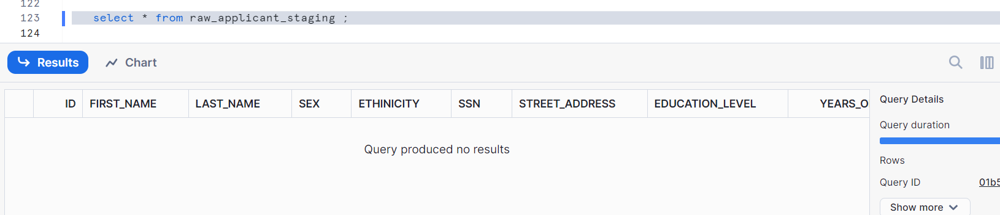 122
123 select * from raw_applicant_staging ;
124
Results Chart
ID FIRST_NAME LAST_NAME SEX ETHINICITY SSN STREET_ADDRESS EDUCATION_LEVEL YEARS_O
Query produced no results
Query Details
Query duration
Rows
Query ID 01b5
Show more